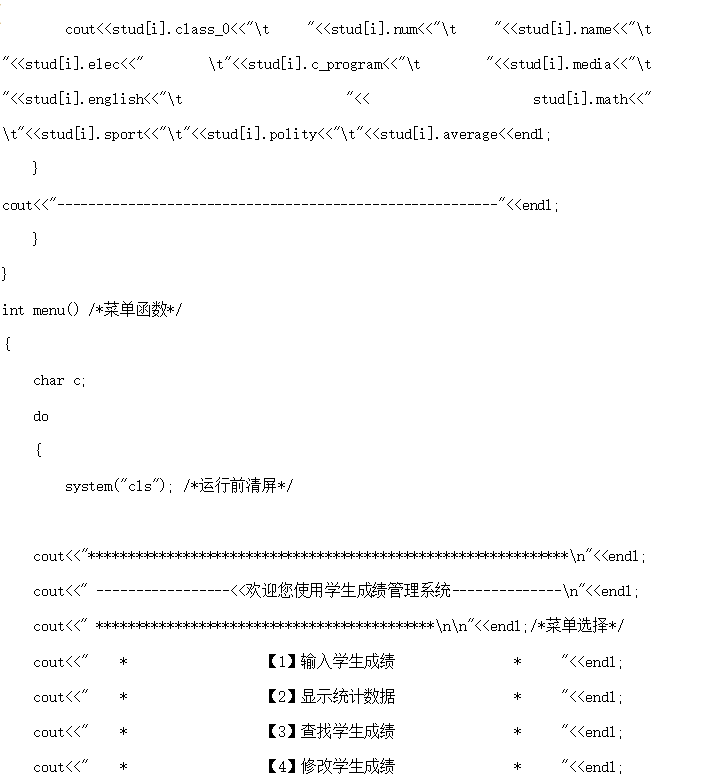 cout<<stud[i].class_0<<"\t "<<stud[i].num<<"\t "<<stud[i].name<<"\t
"<<stud[i].elec<<" \t"<<stud[i].c_program<<"\t "<<stud[i].media<<"\t
"<<stud[i].english<<"\t "<< stud[i].math<<"
\t"<<stud[i].sport<<"\t"<<stud[i].polity<<"\t"<<stud[i].average<<endl;
}
cout<<"--------------------------------------------------------"<<endl;
}
}
int menu() /*菜单函数*/
{
char c;
do
{
system("cls"); /*运行前清屏*/
cout<<"*************************************************************\n"<<endl;
cout<<" -----------------<<欢迎您使用学生成绩管理系统--------------\n"<<endl;
cout<<" *******************************************\n\n"<<endl;/*菜单选择*/
cout<<" * 【1】输入学生成绩 * "<<endl;
cout<<" * 【2】显示统计数据 * "<<endl;
cout<<" * 【3】查找学生成绩 * "<<endl;
cout<<" * 【4】修改学生成绩 * "<<endl;